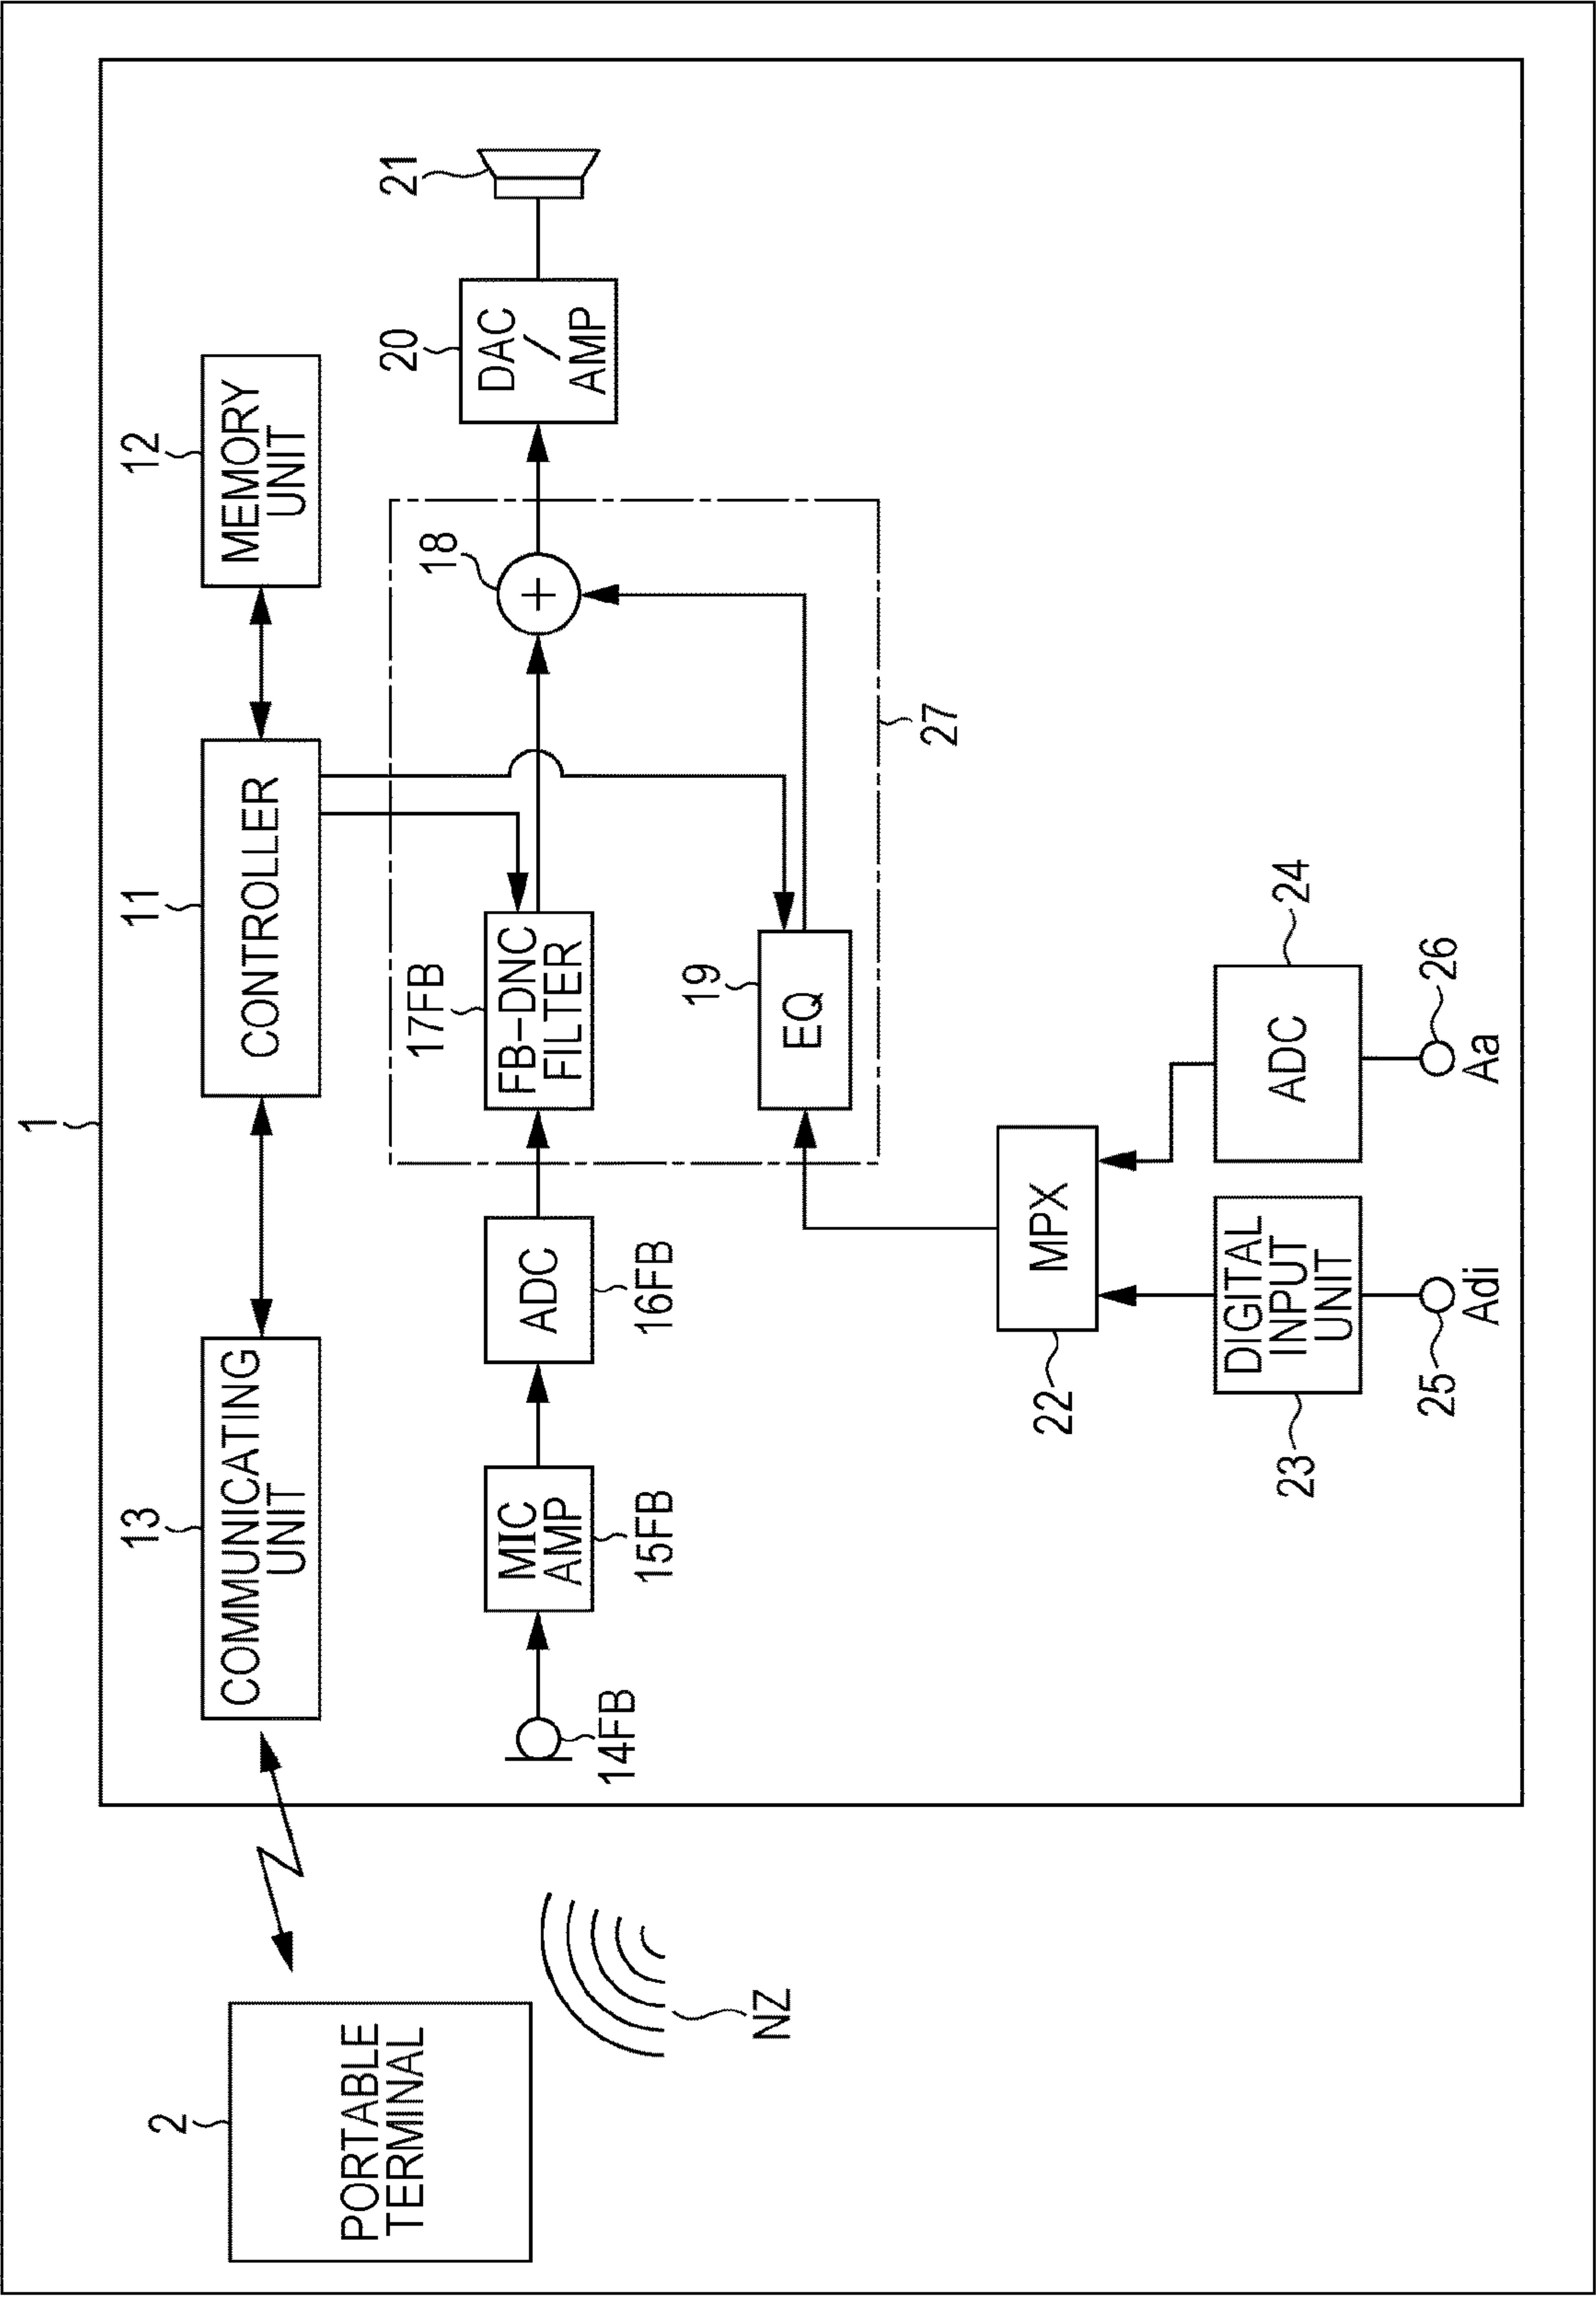 1
2
PORTABLE
TERMINAL
NZ
13
COMMUNICATING
UNIT
11
CONTROLLER
12
MEMORY
UNIT
14FB
MIC
AMP
15FB
ADC
16FB
17FB
FB-DNC
FILTER
18
+
20
DAC
/
AMP
21
19
EQ
27
22
MPX
23
DIGITAL
INPUT
UNIT
24
ADC
25
Adi
26
Aa